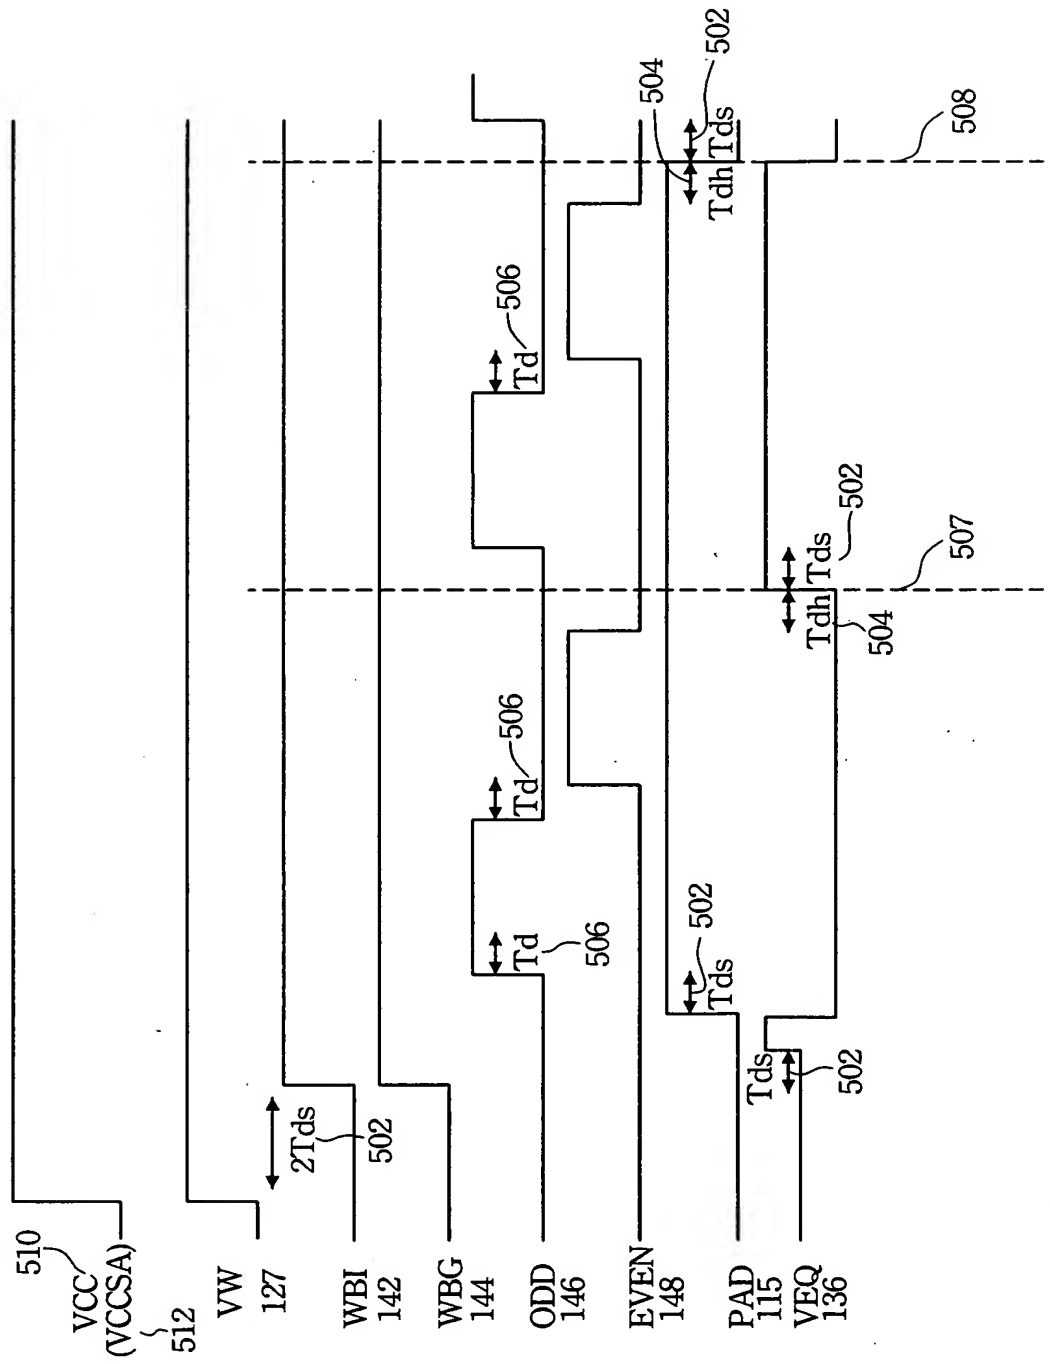 510
VCC
(VCCSA)
512
VW
127
2Tds
502
WBI
142
WBG
144
ODD
146
Td
506
Td
506
Td
506
EVEN
148
PAD
115
Tds
502
Tdh
504
Tds
502
VEQ
136
Tds
502
Tdh
504
Tds
502
507
508